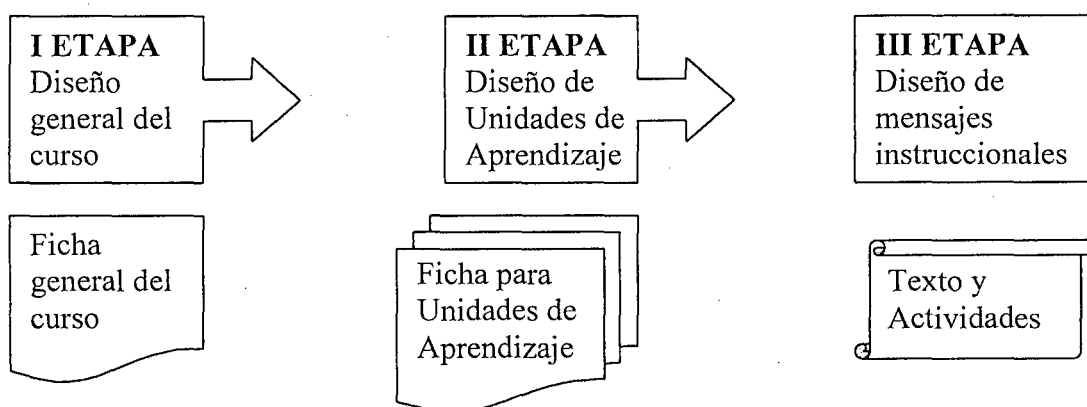 I ETAPA
Diseño
general del
curso
II ETAPA
Diseño de
Unidades de
Aprendizaje
III ETAPA
Diseño de
mensajes
instruccionales
Ficha
general del
curso
Ficha para
Unidades de
Aprendizaje
Texto y
Actividades